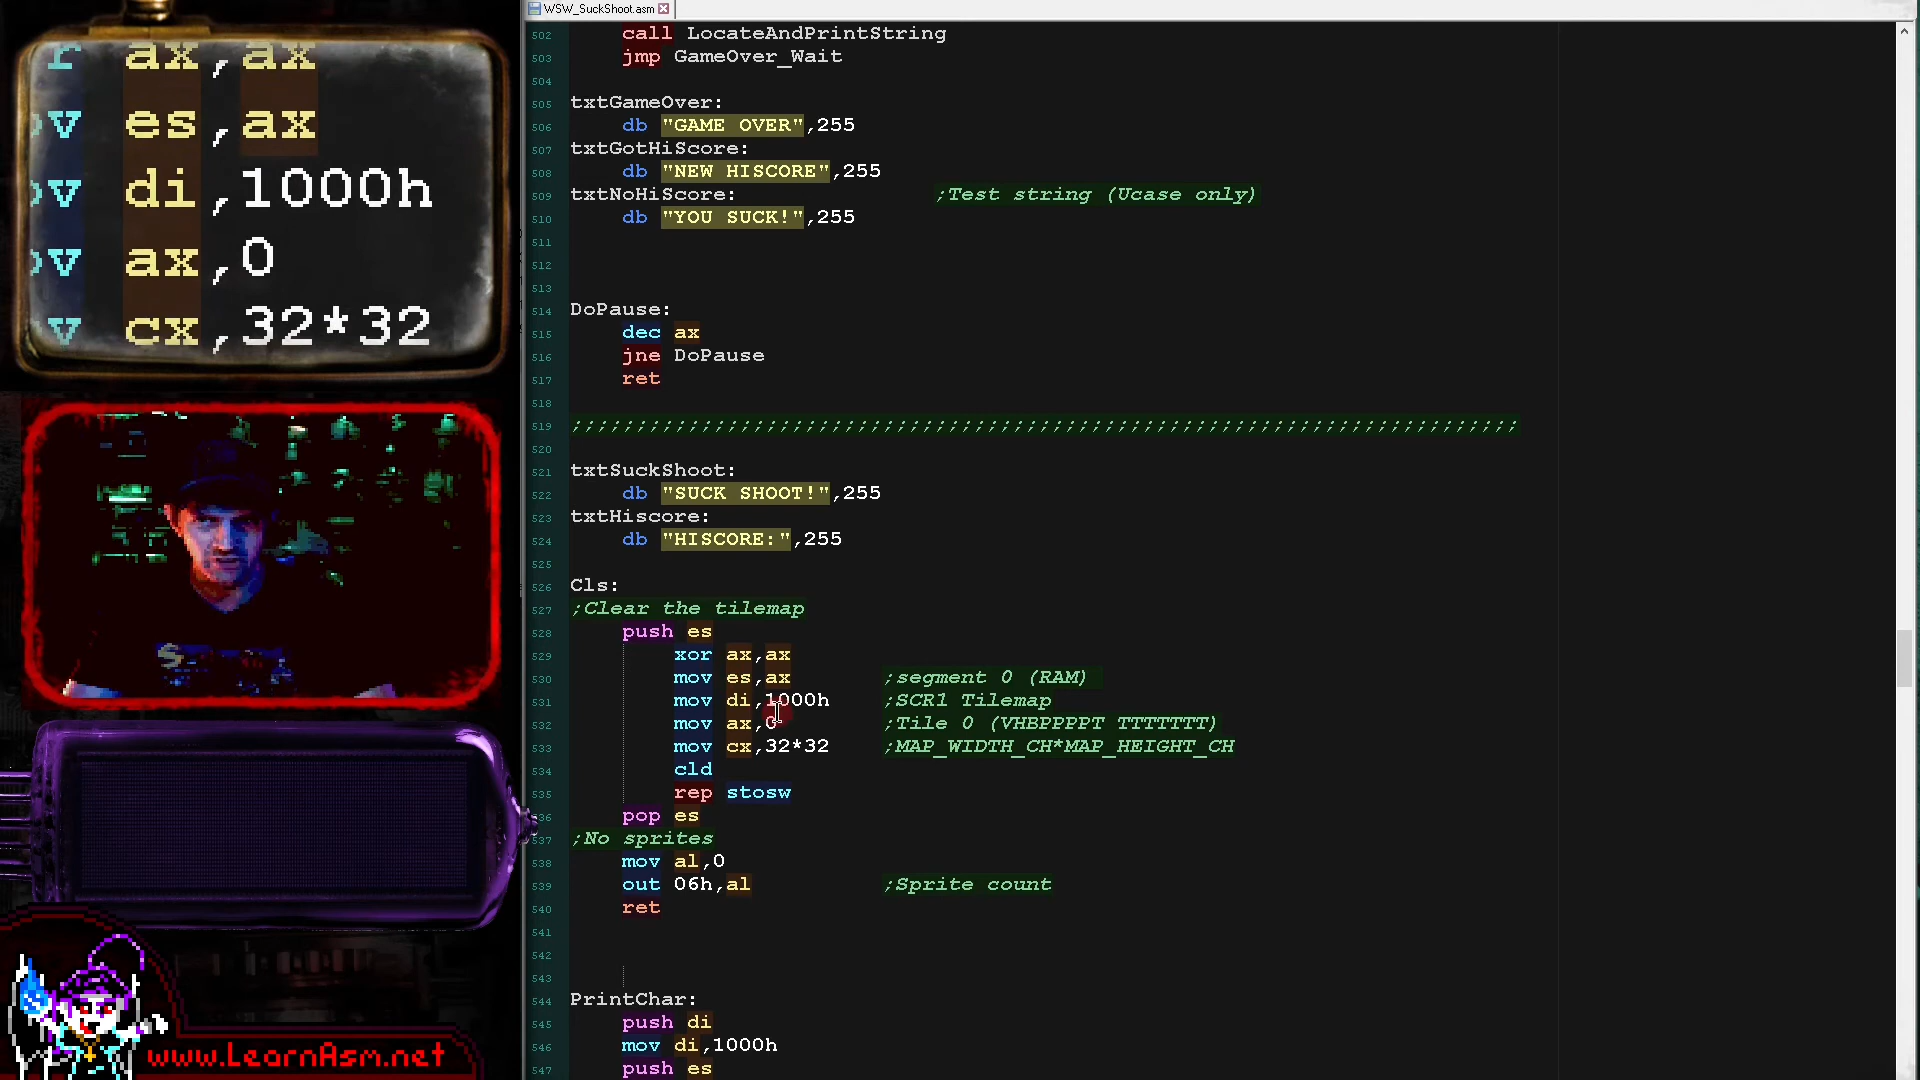 r ax,ax
v es,ax
v di,1000h
v ax,0
v cx,32*32
www.LearnAsm.net
WSW_SuckShoot.asm
502 call LocateAndPrintString
503 jmp GameOver_Wait
504
505 txtGameOver:
506 db "GAME OVER",255
507 txtGotHiScore:
508 db "NEW HISCORE",255
509 txtNoHiScore: ;Test string (Ucase only)
510 db "YOU SUCK!",255
511
512
513
514 DoPause:
515 dec ax
516 jne DoPause
517 ret
518
519 ;;;;;;;;;;;;;;;;;;;;;;;;;;;;;;;;;;;;;;;;;;;;;;;;;;;;;;;;;;;;;;;;;;;;;;;;;
520
521 txtSuckShoot:
522 db "SUCK SHOOT!",255
523 txtHiscore:
524 db "HISCORE:",255
525
526 Cls:
527 ;Clear the tilemap
528 push es
529 xor ax,ax
530 mov es,ax ;segment 0 (RAM)
531 mov di,1000h ;SCR1 Tilemap
532 mov ax,0 ;Tile 0 (VHBPPPPT TTTTTTTT)
533 mov cx,32*32 ;MAP_WIDTH_CH*MAP_HEIGHT_CH
534 cld
535 rep stosw
536 pop es
537 ;No sprites
538 mov al,0
539 out 06h,al ;Sprite count
540 ret
541
542
543
544 PrintChar:
545 push di
546 mov di,1000h
547 push es